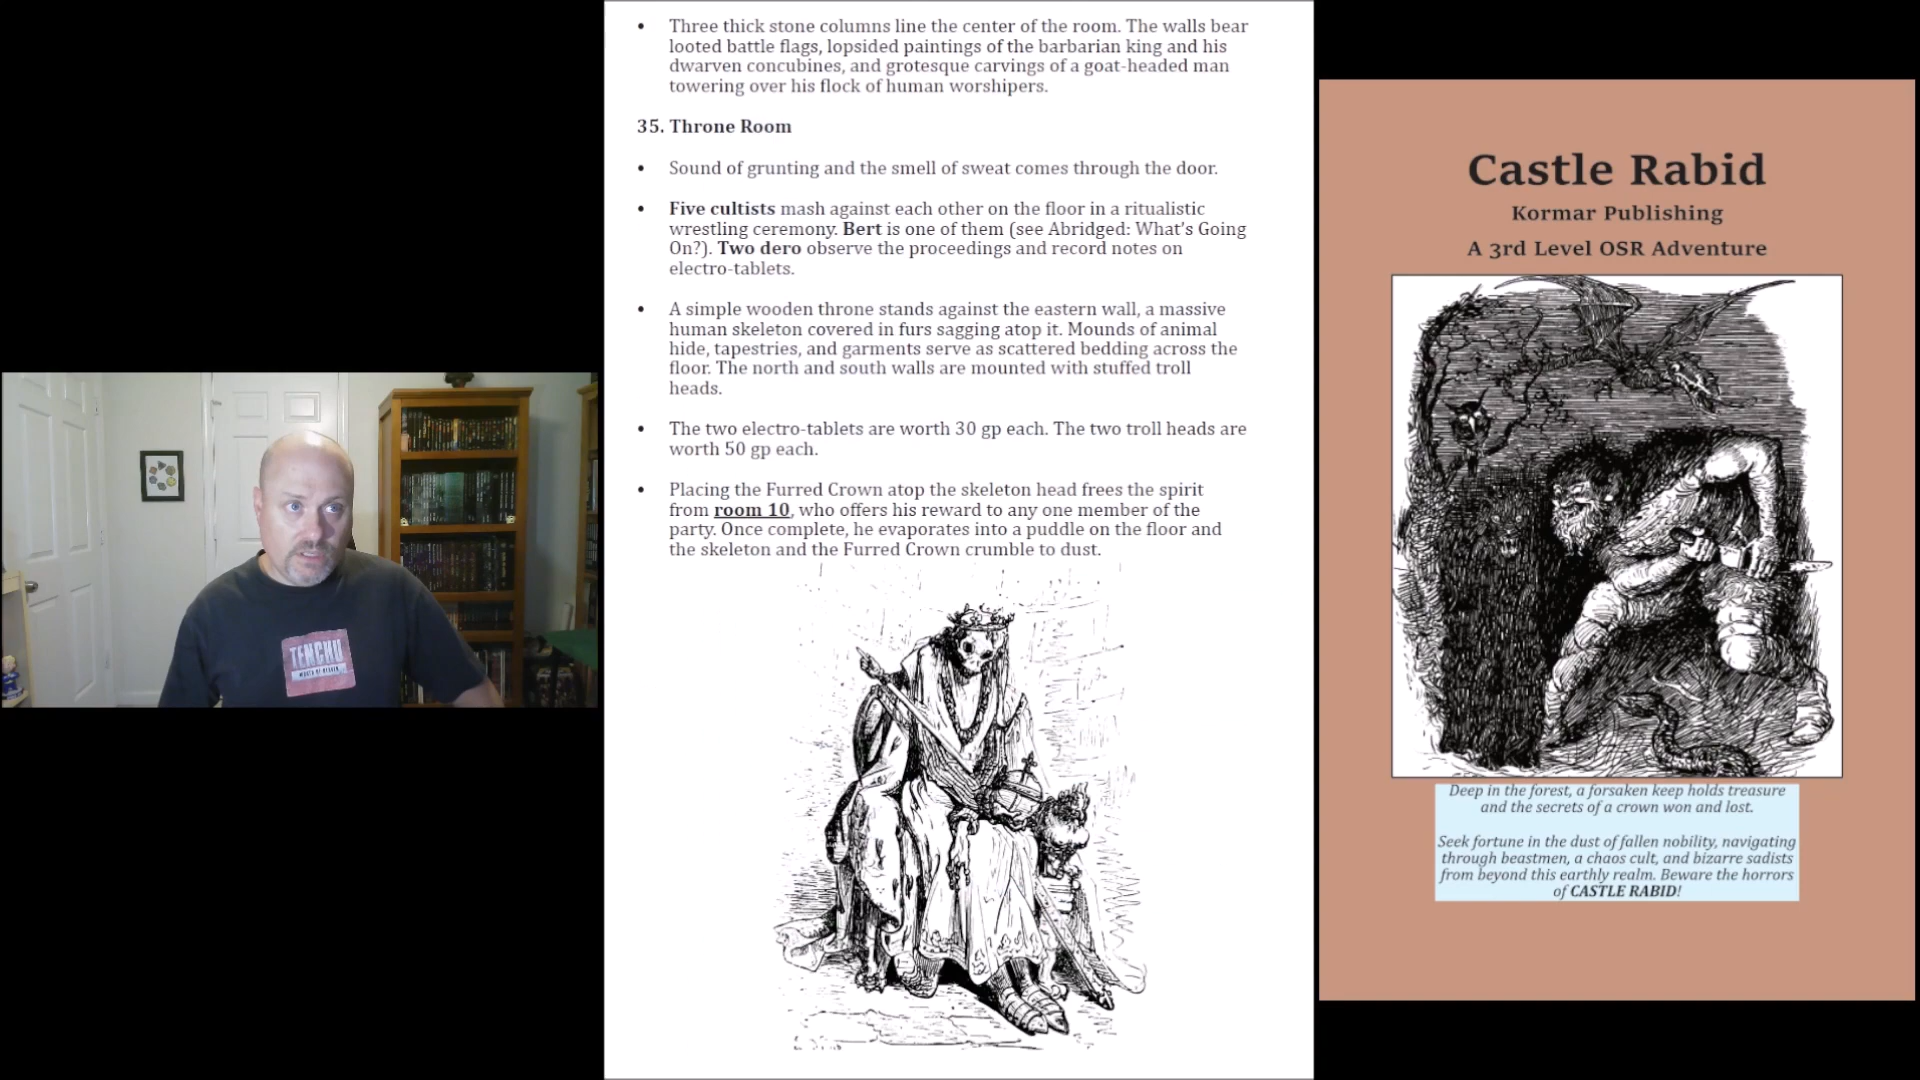 Three thick stone columns line the center of the room. The walls bear
looted battle flags, lopsided paintings of the barbarian king and his
dwarven concubines, and grotesque carvings of a goat-headed man
towering over his flock of human worshipers.
35. Throne Room
Sound of grunting and the smell of sweat comes through the door.
Five cultists mash against each other on the floor in a ritualistic
wrestling ceremony. Bert is one of them (see Abridged: What's Going
On?). Two dero observe the proceedings and record notes on
electro-tablets.
A simple wooden throne stands against the eastern wall, a massive
human skeleton covered in furs sagging atop it. Mounds of animal
hide, tapestries, and garments serve as scattered bedding across the
floor. The north and south walls are mounted with stuffed troll
heads.
The two electro-tablets are worth 30 gp each. The two troll heads are
worth 50 gp each.
Placing the Furred Crown atop the skeleton head frees the spirit
from room 10, who offers his reward to any one member of the
party. Once complete, he evaporates into a puddle on the floor and
the skeleton and the Furred Crown crumble to dust.
TENCHU
Castle Rabid
Kormar Publishing
A 3rd Level OSR Adventure
Deep in the forest, a forsaken keep holds treasure
and the secrets of a crown won and lost.
Seek fortune in the dust of fallen nobility, navigating
through beastmen, a chaos cult, and bizarre sadists
from beyond this earthly realm. Beware the horrors
of CASTLE RABID!